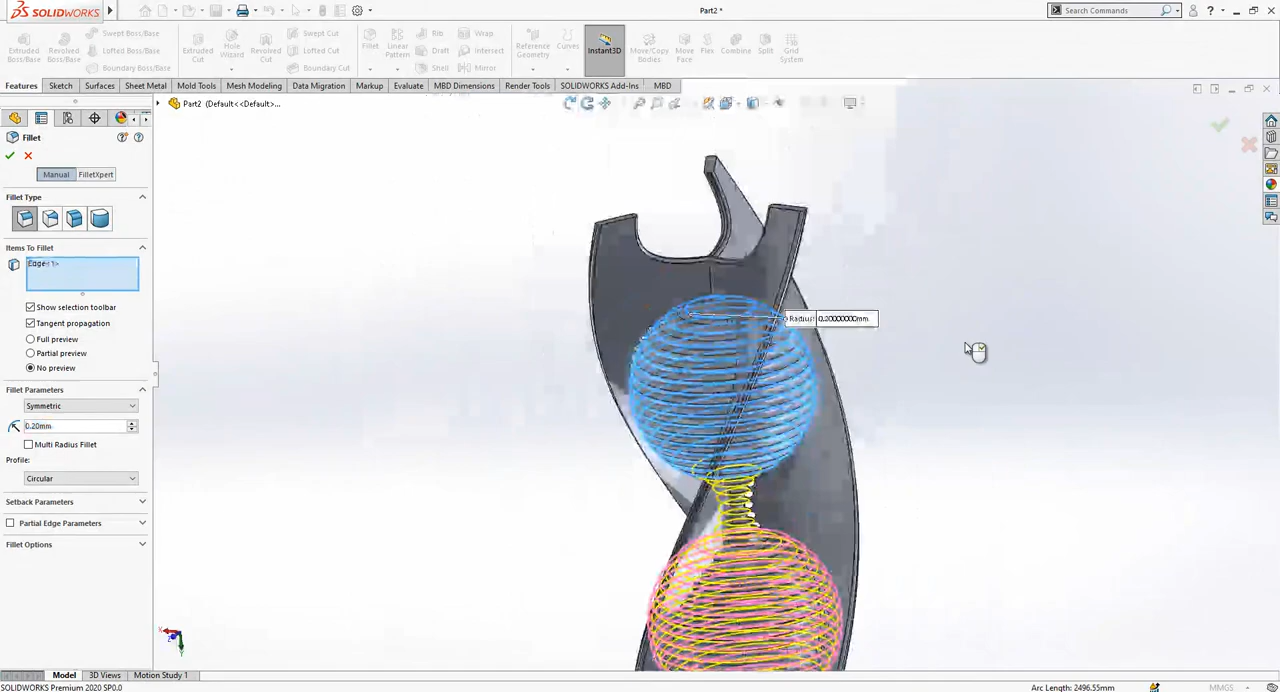 SOLIDWORKS
Part2 *
Search Commands
Extruded Boss/Base
Revolved Boss/Base
Swept Boss/Base
Lofted Boss/Base
Boundary Boss/Base
Extruded Cut
Hole Wizard
Revolved Cut
Swept Cut
Lofted Cut
Boundary Cut
Fillet
Linear Pattern
Rib
Draft
Shell
Wrap
Intersect
Mirror
Reference Geometry
Curves
Instant3D
Move/Copy Bodies
Move Face
Flex
Combine
Split
Grid System
Features
Sketch
Surfaces
Sheet Metal
Mold Tools
Mesh Modeling
Data Migration
Markup
Evaluate
MBD Dimensions
Render Tools
SOLIDWORKS Add-Ins
MBD
Part2 (Default<<Default>...
Fillet
Manual
FilletXpert
Fillet Type
Items To Fillet
Edge<1>
Show selection toolbar
Tangent propagation
Full preview
Partial preview
No preview
Fillet Parameters
Symmetric
0.20mm
Multi Radius Fillet
Profile:
Circular
Setback Parameters
Partial Edge Parameters
Fillet Options
Radius: 0.20000000mm
Model
3D Views
Motion Study 1
SOLIDWORKS Premium 2020 SP0.0
Arc Length: 2496.55mm
MMGS